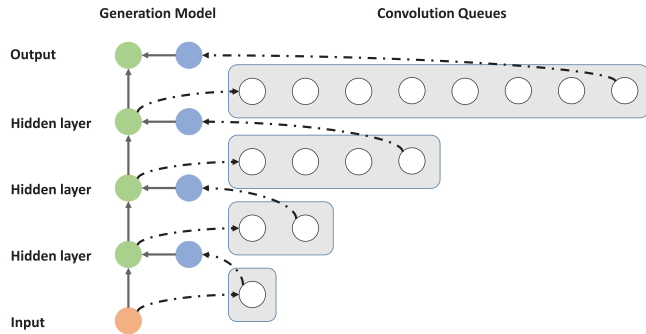 Generation Model
Convolution Queues
Output
Hidden layer
Hidden layer
Hidden layer
Input